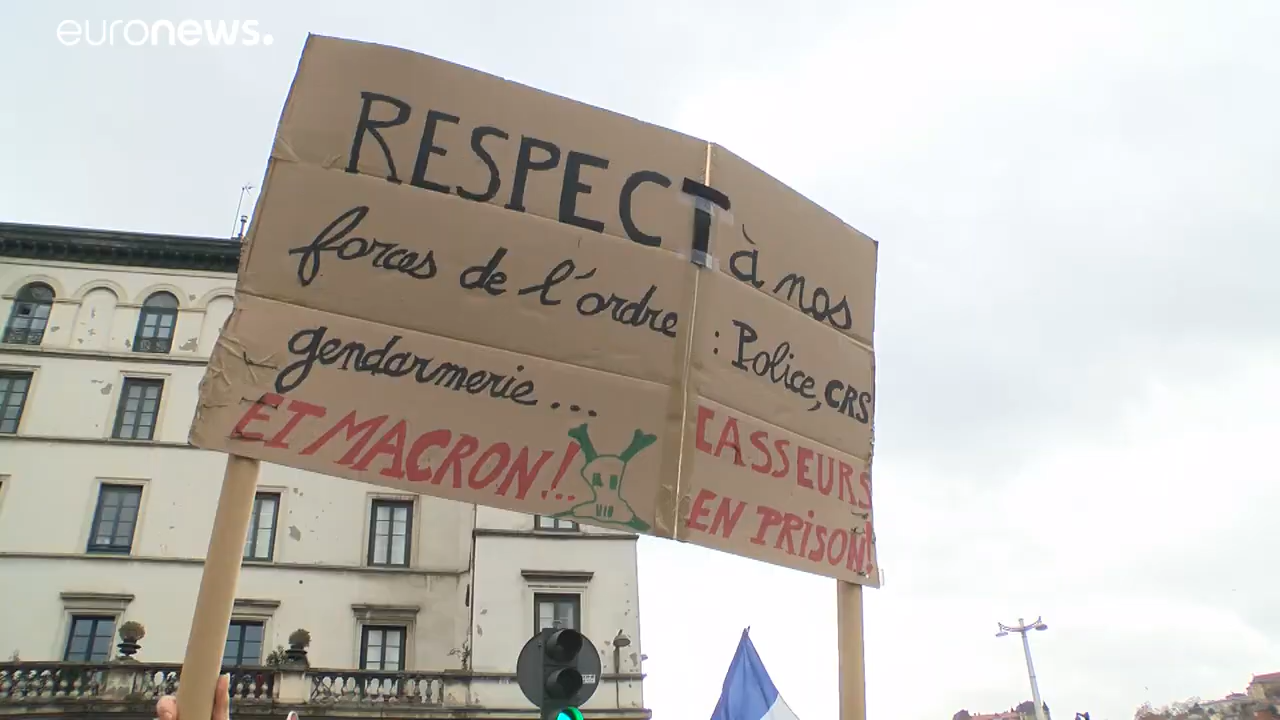 euronews.
RESPECT à nos
forces de l'ordre : Police, CRS
gendarmerie...
ET MACRON!.. CASSEURS
EN PRISON!